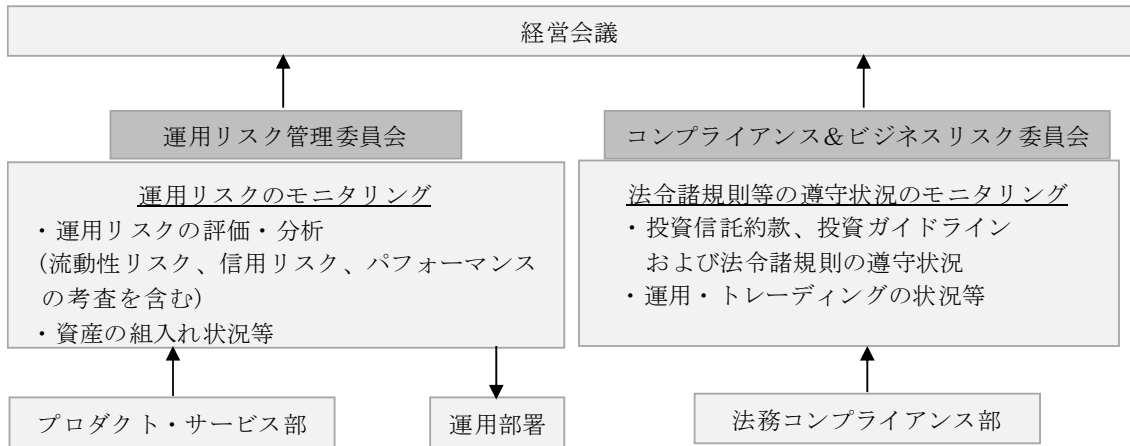 経営会議
運用リスク管理委員会
運用リスクのモニタリング
・運用リスクの評価・分析
(流動性リスク、信用リスク、パフォーマンス
の考査を含む)
・資産の組入れ状況等
コンプライアンス&ビジネスリスク委員会
法令諸規則等の遵守状況のモニタリング
・投資信託約款、投資ガイドライン
および法令諸規則の遵守状況
・運用・トレーディングの状況等
プロダクト・サービス部
運用部署
法務コンプライアンス部